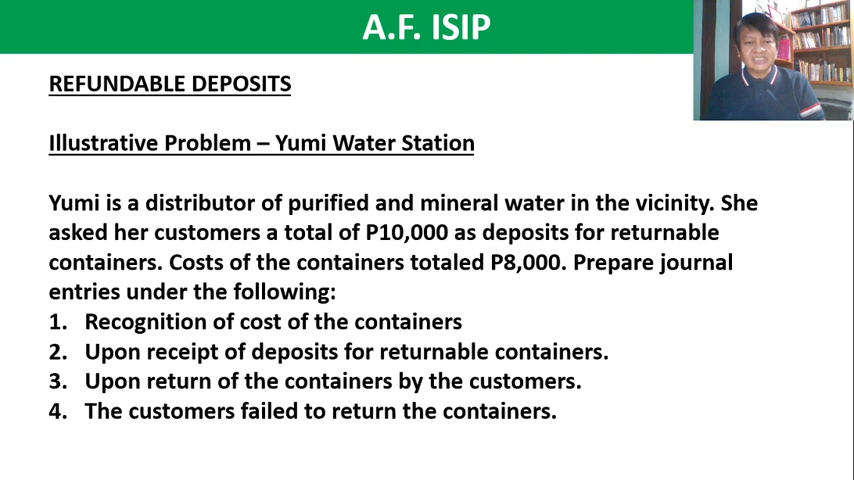 A.F. ISIP
REFUNDABLE DEPOSITS
Illustrative Problem – Yumi Water Station
Yumi is a distributor of purified and mineral water in the vicinity. She
asked her customers a total of P10,000 as deposits for returnable
containers. Costs of the containers totaled P8,000. Prepare journal
entries under the following:
1. Recognition of cost of the containers
2. Upon receipt of deposits for returnable containers.
3. Upon return of the containers by the customers.
4. The customers failed to return the containers.